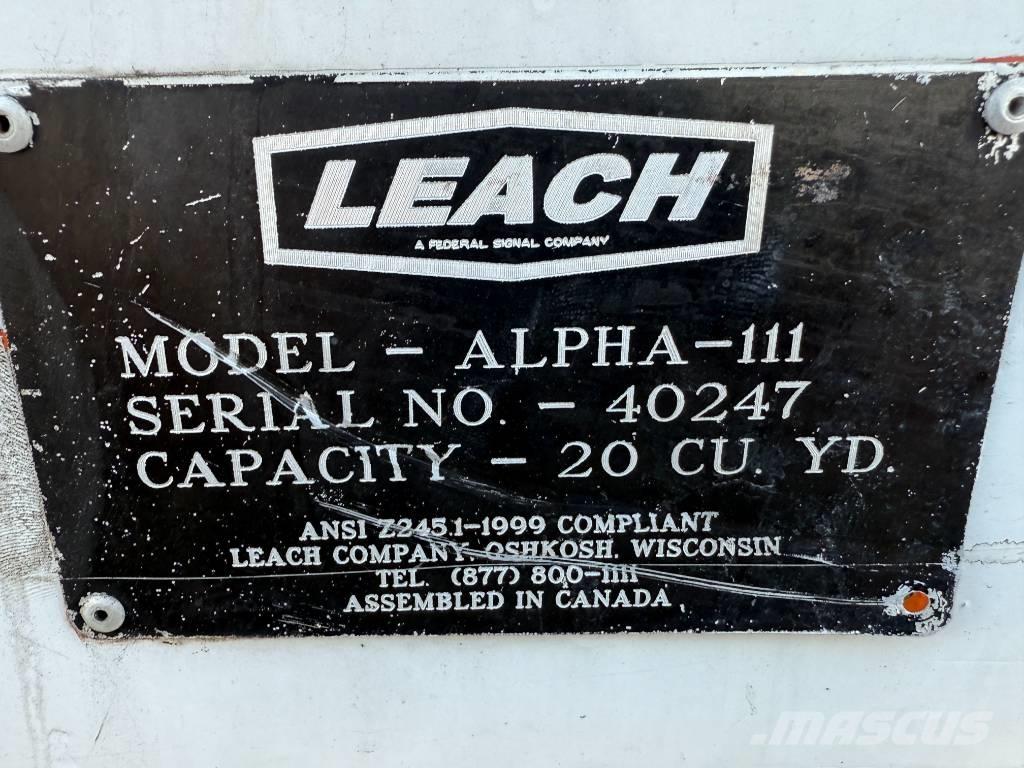 LEACH
A FEDERAL SIGNAL COMPANY
MODEL - ALPHA-111
SERIAL NO. - 40247
CAPACITY - 20 CU. YD.
ANSI Z245.1-1999 COMPLIANT
LEACH COMPANY, OSHKOSH, WISCONSIN
TEL. (877) 800-1111
ASSEMBLED IN CANADA
MASCUS